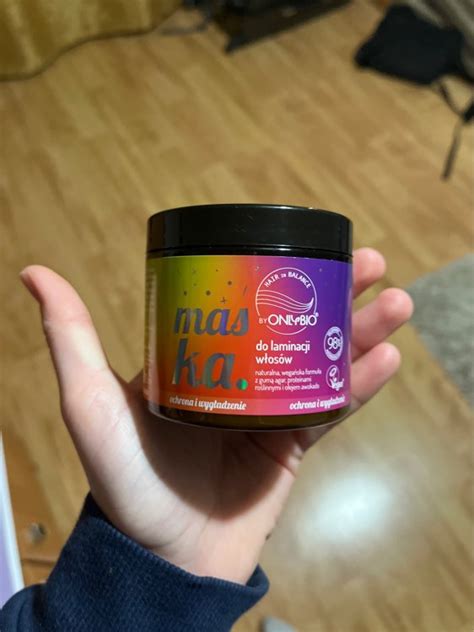 maś
ka.
HAIR in BALANCE
BY ONLYBIO®
do laminacji
włosów
naturalna, wegańska formuła
z gumą agar, proteinami
roślinnymi i olejem awokado
98%
Vegan
ochrona i wygładzenie
ochrona i wygładzenie